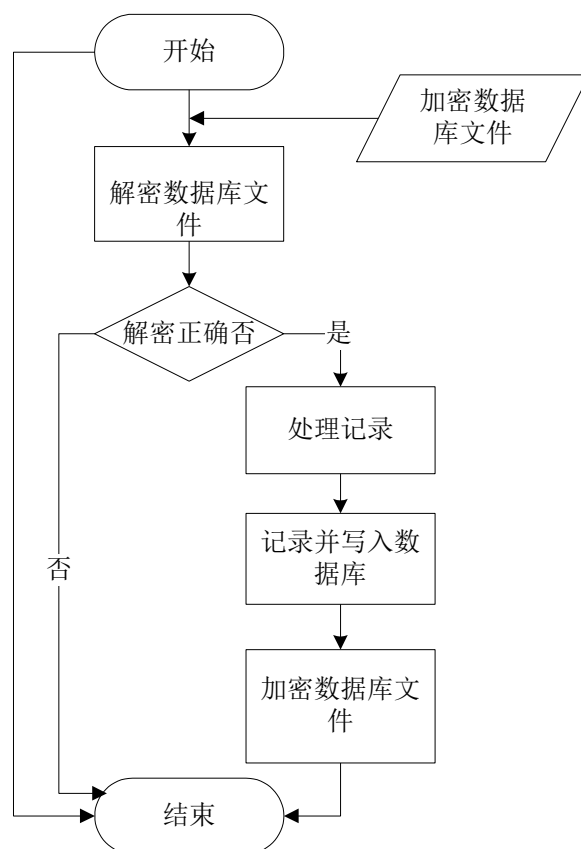 开始
加密数据
库文件
解密数据库文
件
解密正确否
是
处理记录
记录并写入数
据库
否
加密数据库文
件
结束